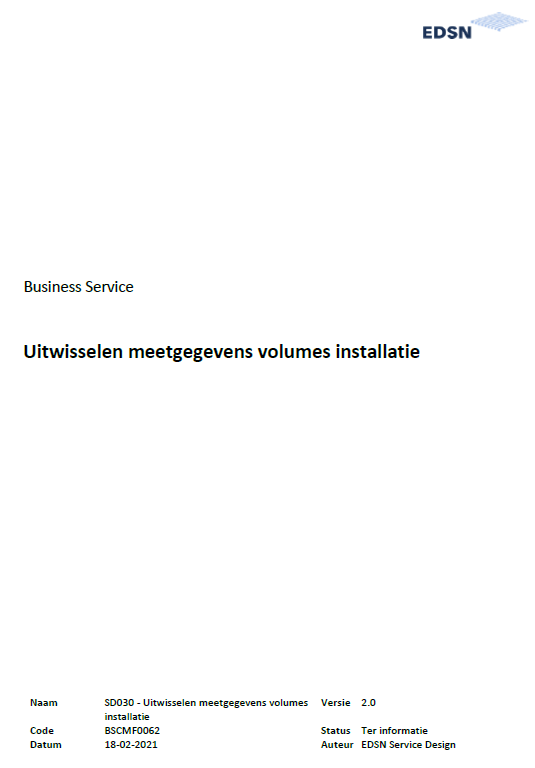 EDSN
Business Service
Uitwisselen meetgegevens volumes installatie
Naam SD030 - Uitwisselen meetgegevens volumes installatie Versie 2.0
Code BSCMF0062 Status Ter informatie
Datum 18-02-2021 Auteur EDSN Service Design